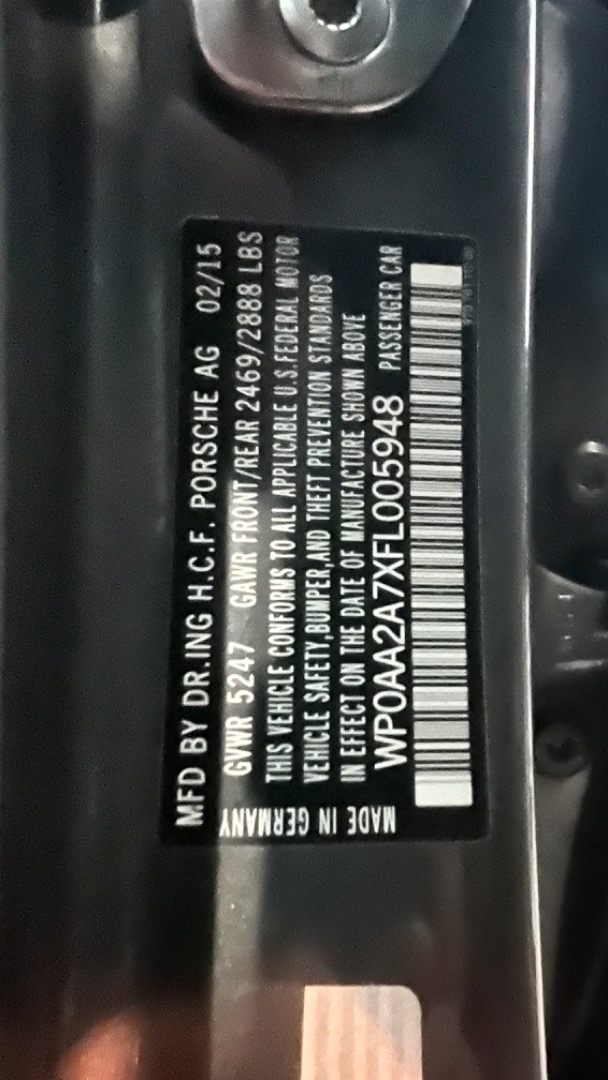 MFD BY DR.ING H.C.F. PORSCHE AG 02/15
GVWR 5247 GAWR FRONT/REAR 2469/2888 LBS
THIS VEHICLE CONFORMS TO ALL APPLICABLE U.S.FEDERAL MOTOR
VEHICLE SAFETY,BUMPER,AND THEFT PREVENTION STANDARDS
IN EFFECT ON THE DATE OF MANUFACTURE SHOWN ABOVE
WP0AA2A7XFL005948 PASSENGER CAR
MADE IN GERMANY